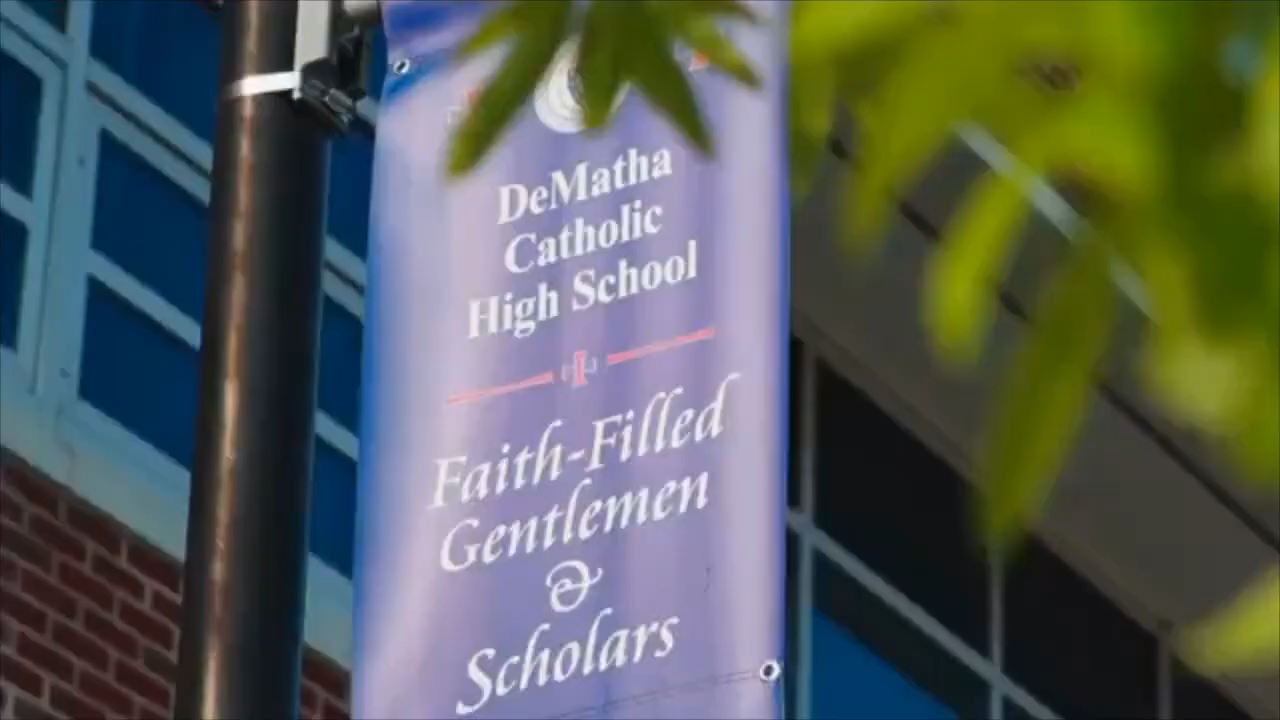 DeMatha
Catholic
High School
Faith-Filled
Gentlemen
&
Scholars